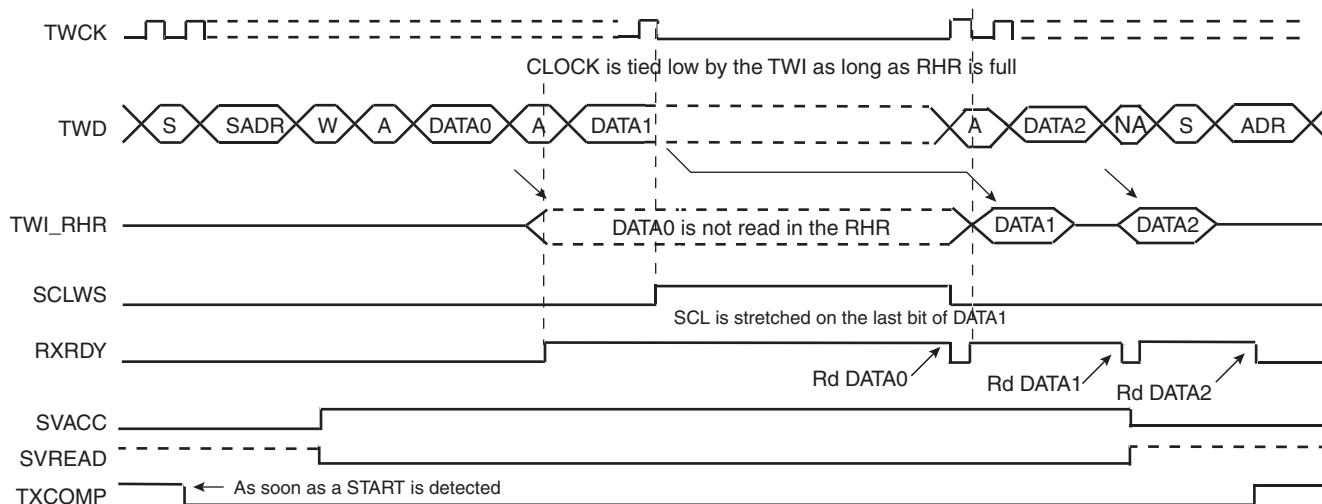 TWCK
CLOCK is tied low by the TWI as long as RHR is full
TWD S SADR W A DATA0 A DATA1 A DATA2 NA S ADR
TWI_RHR DATA0 is not read in the RHR DATA1 DATA2
SCLWS
SCL is stretched on the last bit of DATA1
RXRDY
Rd DATA0 Rd DATA1 Rd DATA2
SVACC
SVREAD
As soon as a START is detected
TXCOMP